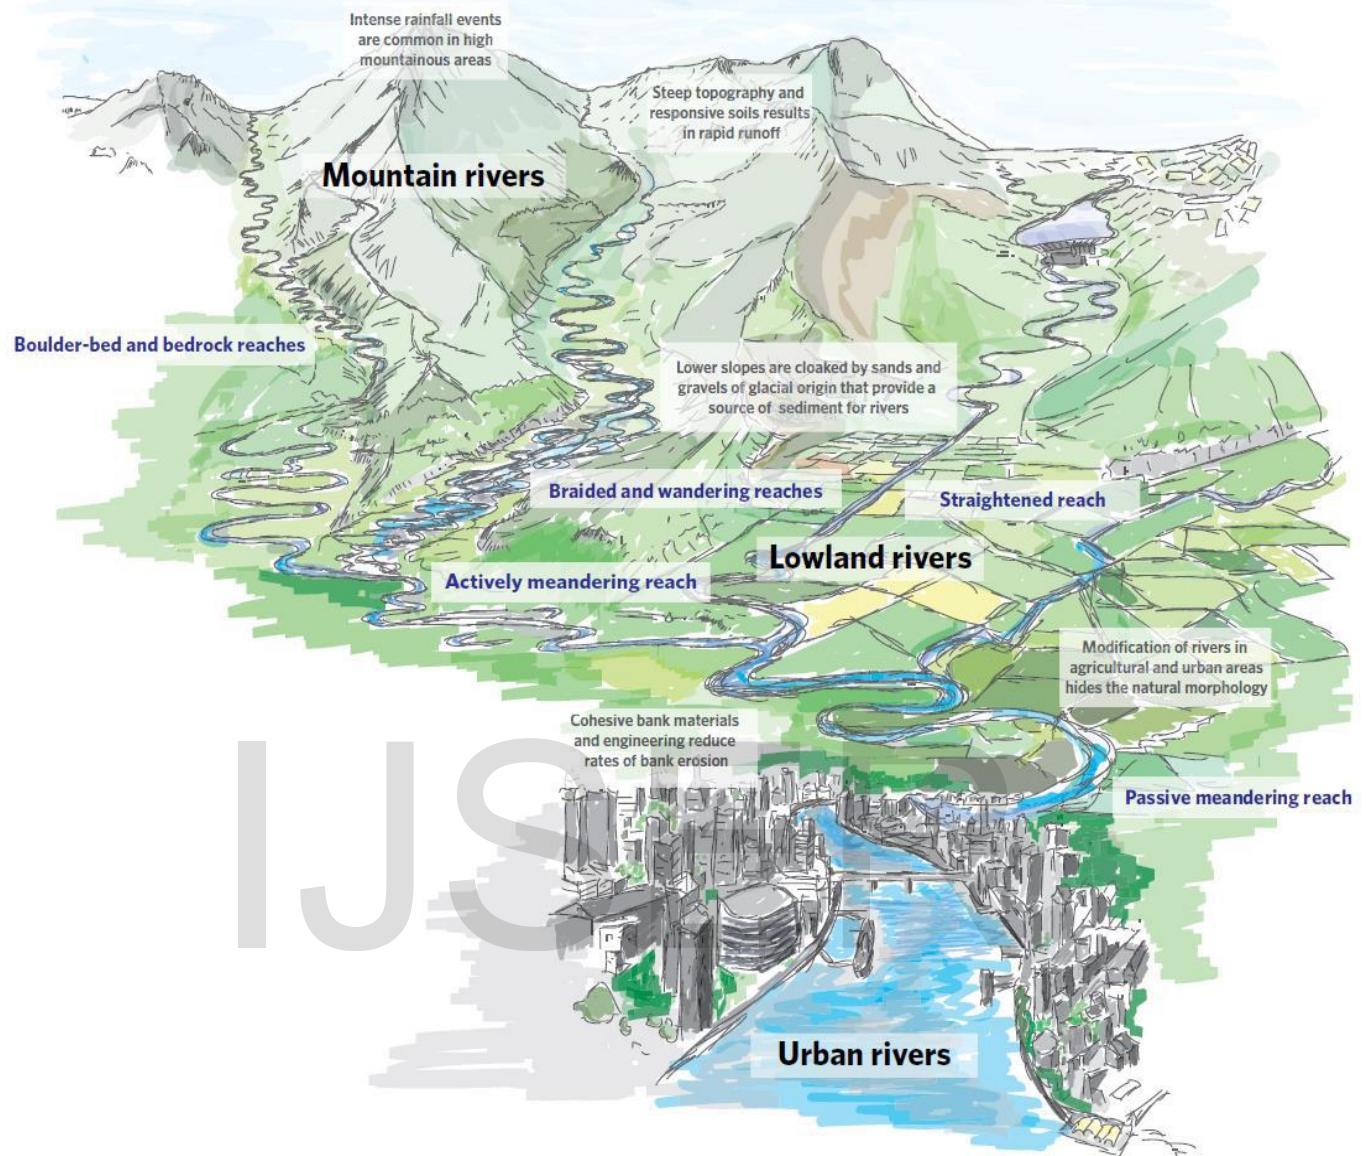 Intense rainfall events
are common in high
mountainous areas
Steep topography and
responsive soils results
in rapid runoff
Mountain rivers
Boulder-bed and bedrock reaches
Lower slopes are cloaked by sands and
gravels of glacial origin that provide a
source of sediment for rivers
Braided and wandering reaches
Straightened reach
Lowland rivers
Actively meandering reach
Modification of rivers in
agricultural and urban areas
hides the natural morphology
Cohesive bank materials
and engineering reduce
rates of bank erosion
Passive meandering reach
IJSER
Urban rivers